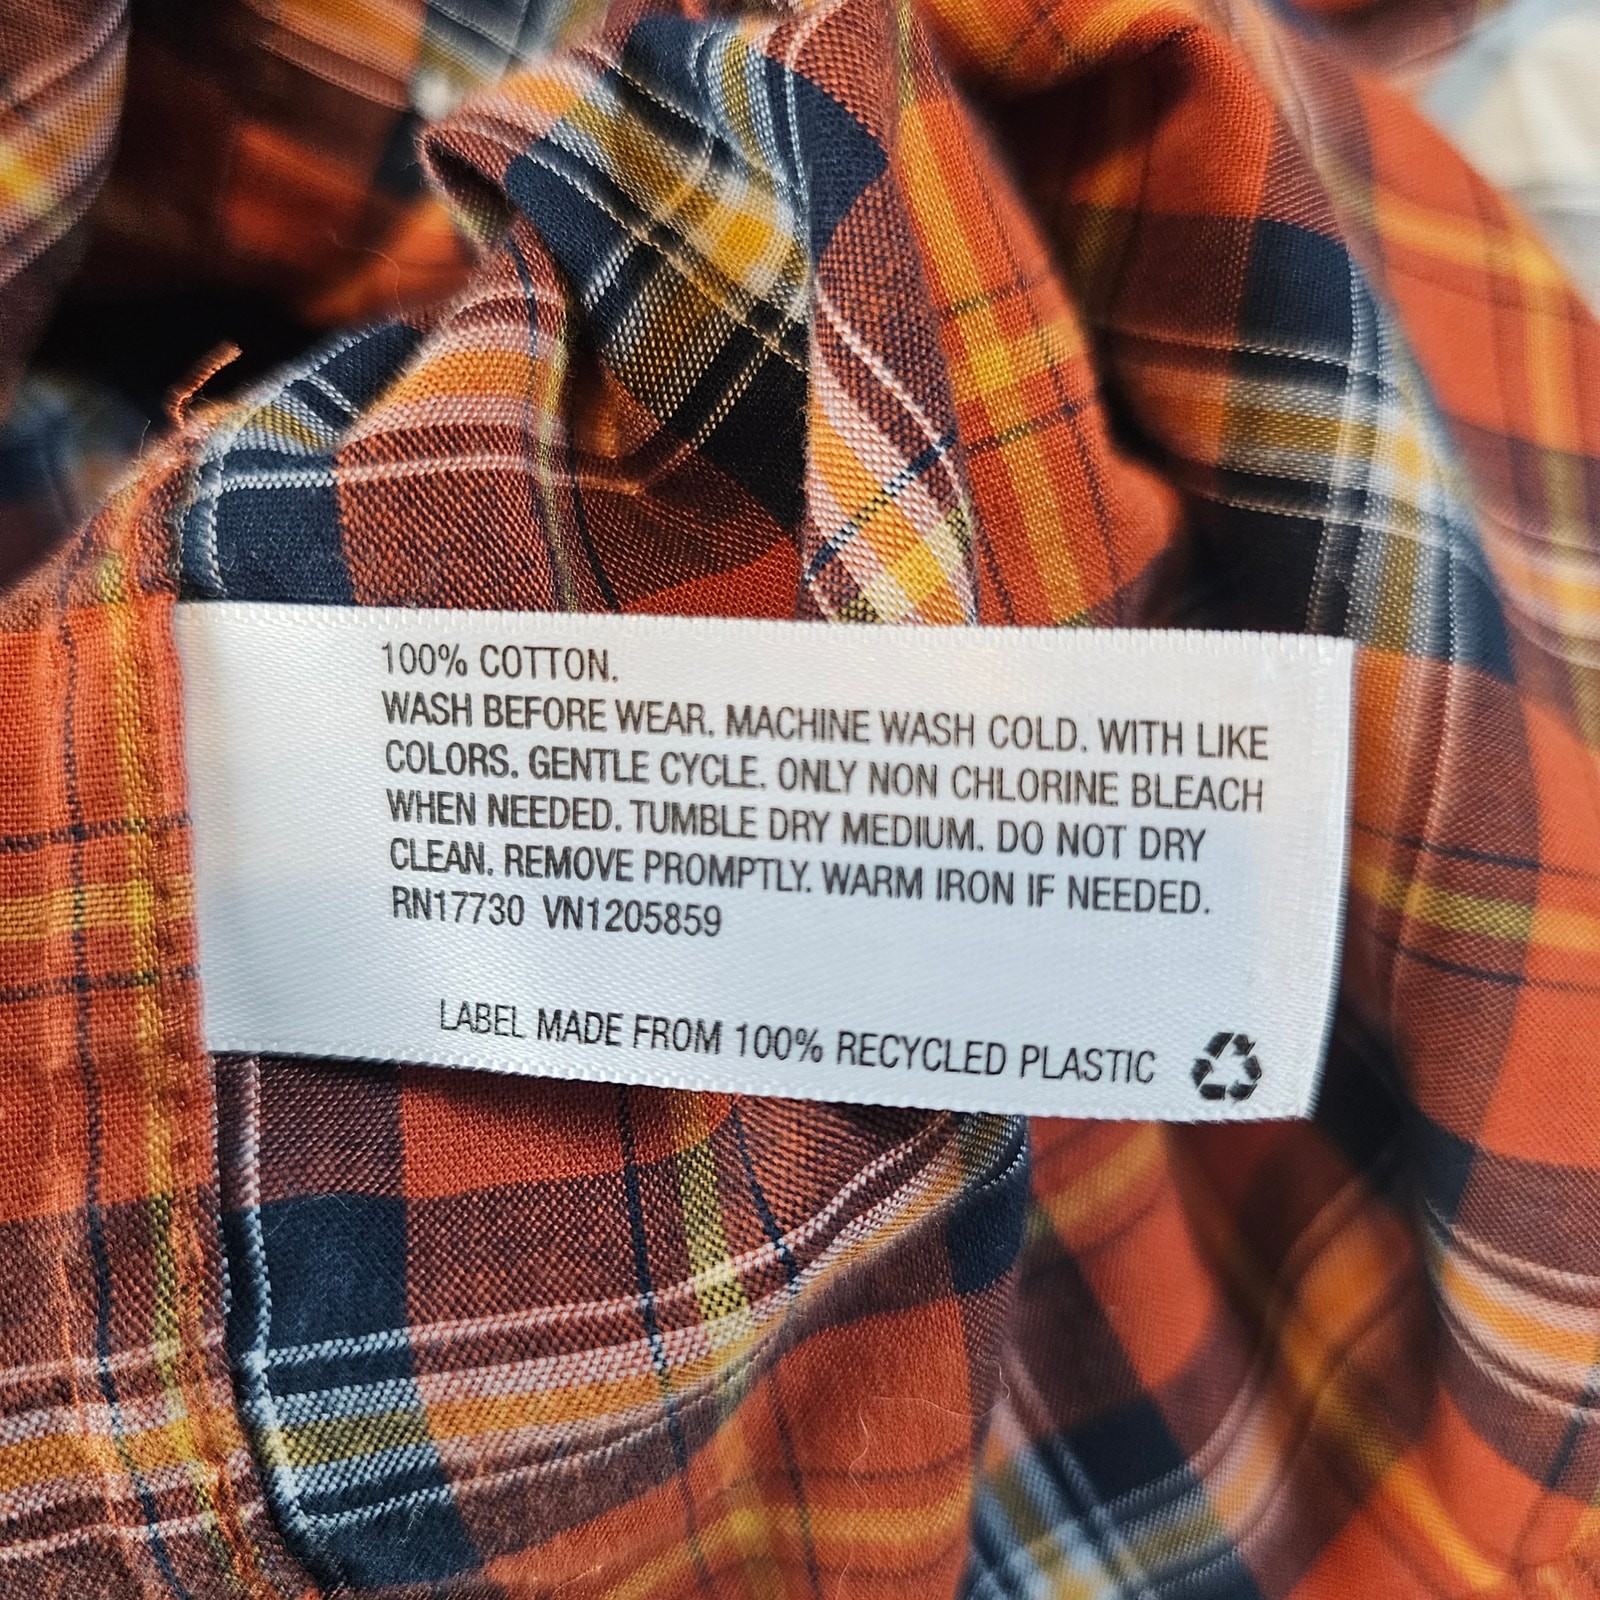 100% COTTON.
WASH BEFORE WEAR. MACHINE WASH COLD. WITH LIKE
COLORS. GENTLE CYCLE. ONLY NON CHLORINE BLEACH
WHEN NEEDED. TUMBLE DRY MEDIUM. DO NOT DRY
CLEAN. REMOVE PROMPTLY. WARM IRON IF NEEDED.
RN17730 VN1205859
LABEL MADE FROM 100% RECYCLED PLASTIC